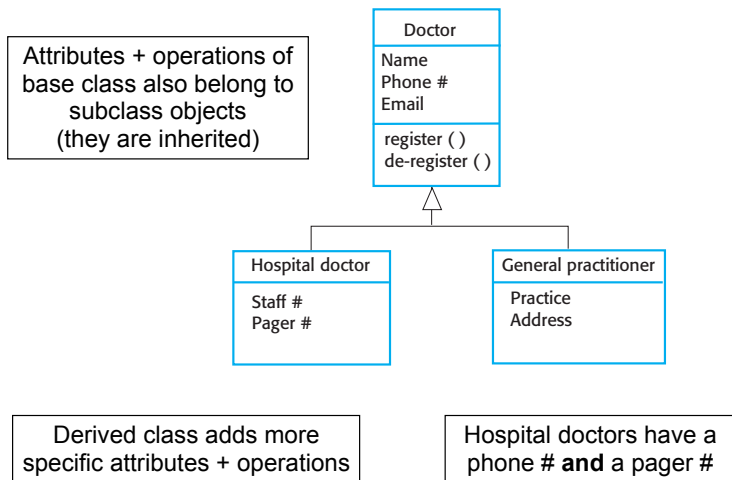 Attributes + operations of
base class also belong to
subclass objects
(they are inherited)
Doctor
Name
Phone #
Email
register ( )
de-register ( )
Hospital doctor
Staff #
Pager #
General practitioner
Practice
Address
Derived class adds more
specific attributes + operations
Hospital doctors have a
phone # and a pager #